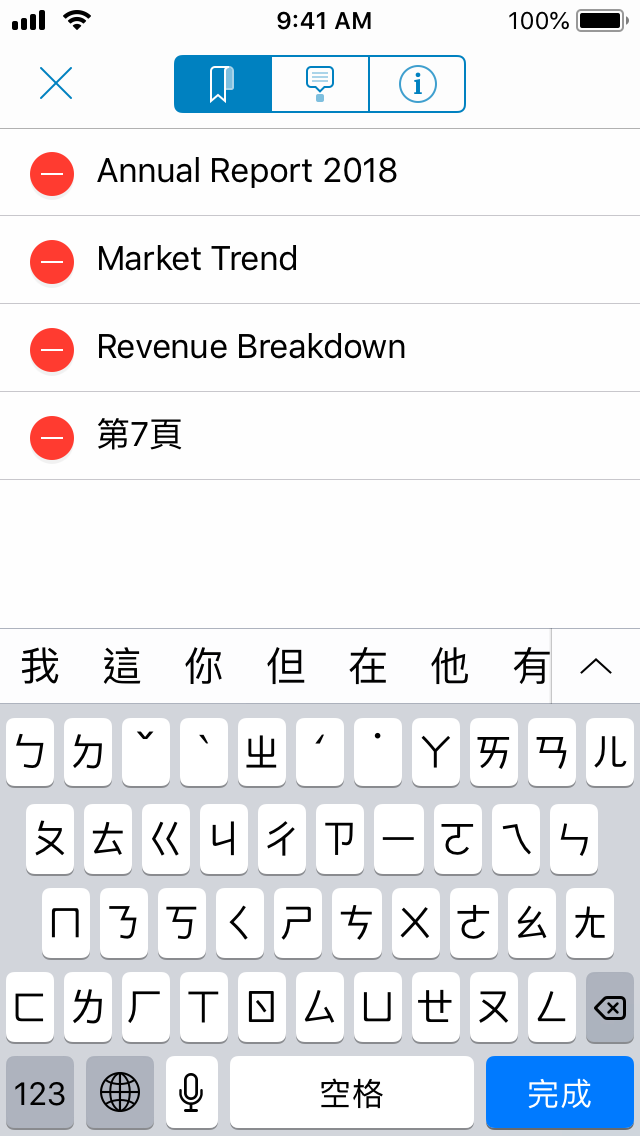 9:41 AM 100%
i
Annual Report 2018
Market Trend
Revenue Breakdown
第7頁
我 這 你 但 在 他 有
ㄅ ㄉ ˇ ˋ ㄓ ˊ ˙ ㄚ ㄞ ㄢ ㄦ
ㄆ ㄊ ㄍ ㄐ ㄔ ㄗ ㄧ ㄛ ㄟ ㄣ
ㄇ ㄋ ㄎ ㄑ ㄕ ㄘ ㄨ ㄜ ㄠ ㄤ
ㄈ ㄌ ㄏ ㄒ ㄖ ㄙ ㄩ ㄝ ㄡ ㄥ
123 空格 完成